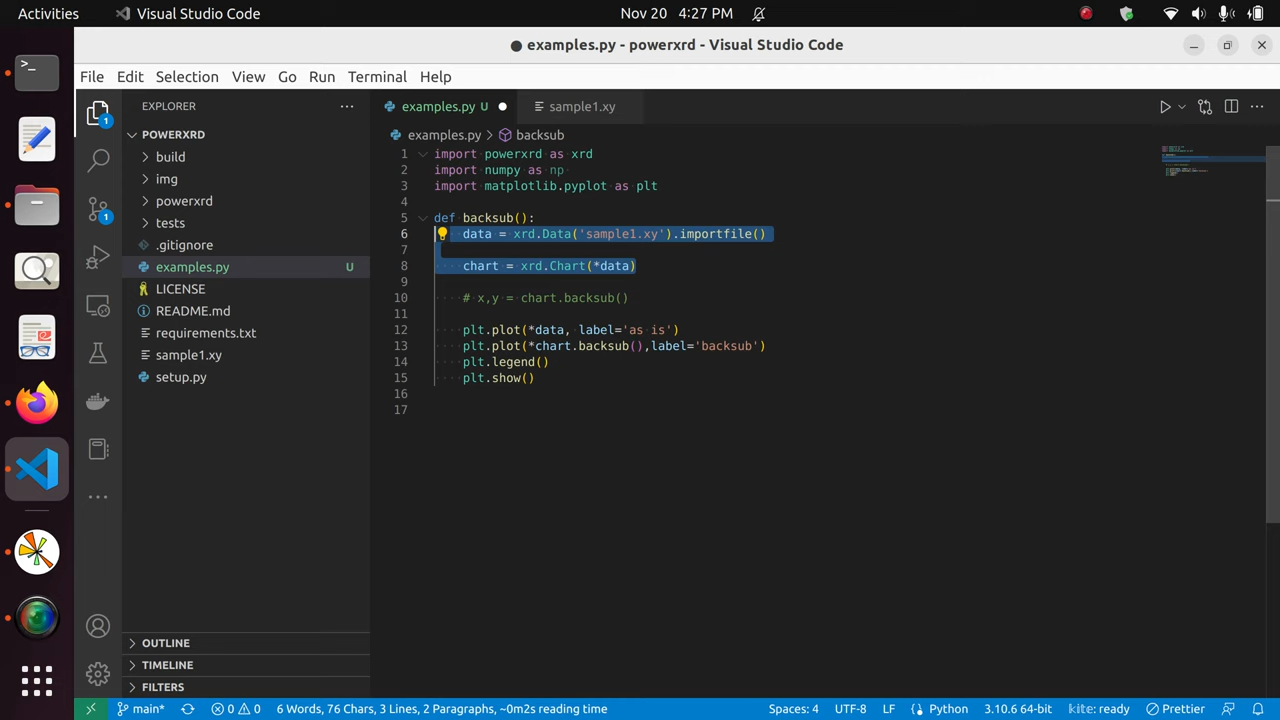 Activities
Visual Studio Code
Nov 20 4:27 PM
examples.py - powerxrd - Visual Studio Code
File Edit Selection View Go Run Terminal Help
EXPLORER
examples.py U
sample1.xy
POWERXRD
build
img
powerxrd
tests
.gitignore
examples.py U
LICENSE
README.md
requirements.txt
sample1.xy
setup.py
OUTLINE
TIMELINE
FILTERS
1
1
examples.py > backsub
1 import powerxrd as xrd
2 import numpy as np
3 import matplotlib.pyplot as plt
4
5 def backsub():
6 data = xrd.Data('sample1.xy').importfile()
7
8 chart = xrd.Chart(*data)
9
10 # x,y = chart.backsub()
11
12 plt.plot(*data, label='as is')
13 plt.plot(*chart.backsub(),label='backsub')
14 plt.legend()
15 plt.show()
16
17
main* 0 0 6 Words, 76 Chars, 3 Lines, 2 Paragraphs, ~0m2s reading time Spaces: 4 UTF-8 LF Python 3.10.6 64-bit kite: ready Prettier